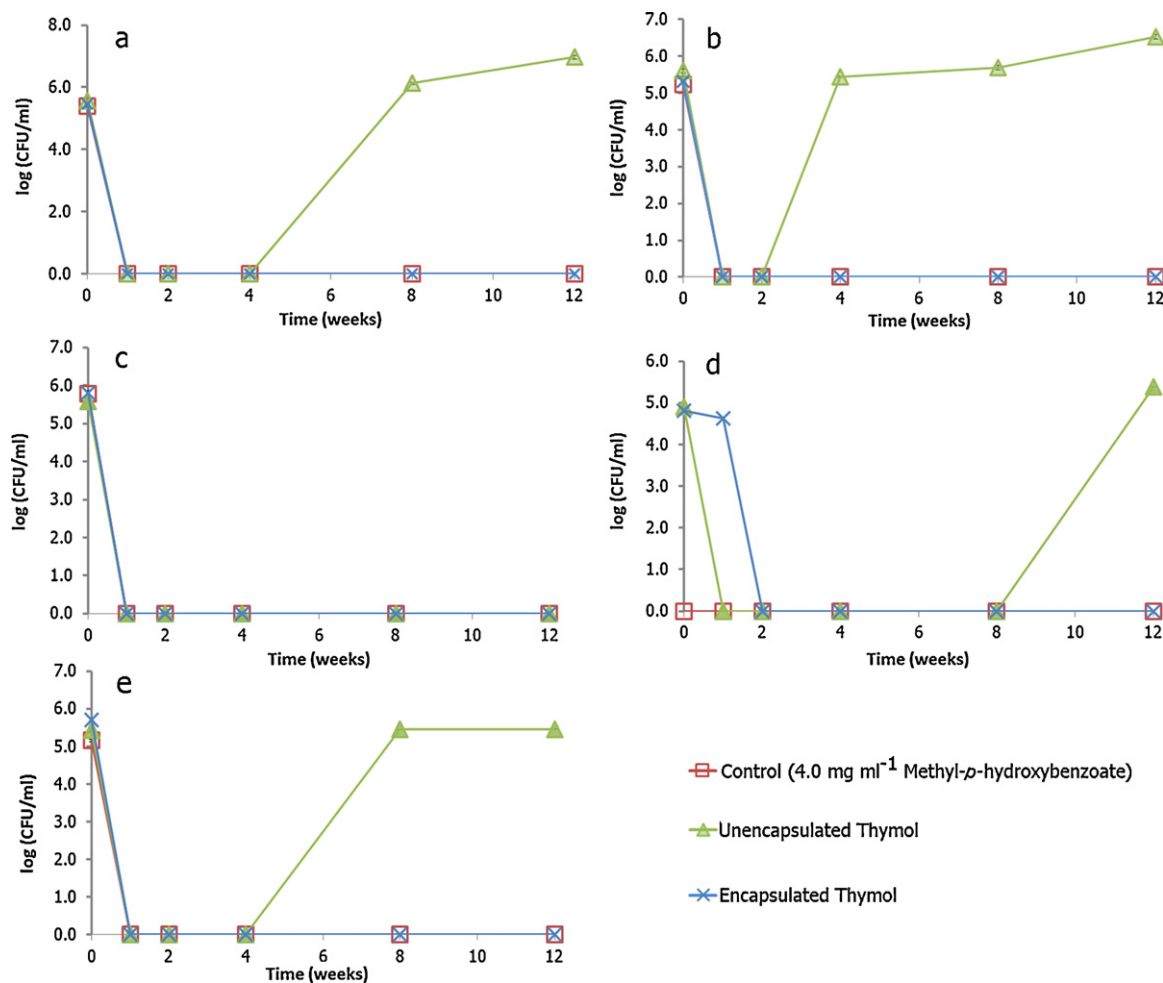 a
8.0
6.0
4.0
2.0
0.0
log (CFU/ml)
0 2 4 6 8 10 12
Time (weeks)
b
7.0
6.0
5.0
4.0
3.0
2.0
1.0
0.0
log (CFU/ml)
0 2 4 6 8 10 12
Time (weeks)
c
7.0
6.0
5.0
4.0
3.0
2.0
1.0
0.0
log (CFU/ml)
0 2 4 6 8 10 12
Time (weeks)
d
6.0
5.0
4.0
3.0
2.0
1.0
0.0
log (CFU/ml)
0 2 4 6 8 10 12
Time (weeks)
e
7.0
6.0
5.0
4.0
3.0
2.0
1.0
0.0
log (CFU/ml)
0 2 4 6 8 10 12
Time (weeks)
Control (4.0 mg ml⁻¹ Methyl-p-hydroxybenzoate)
Unencapsulated Thymol
Encapsulated Thymol